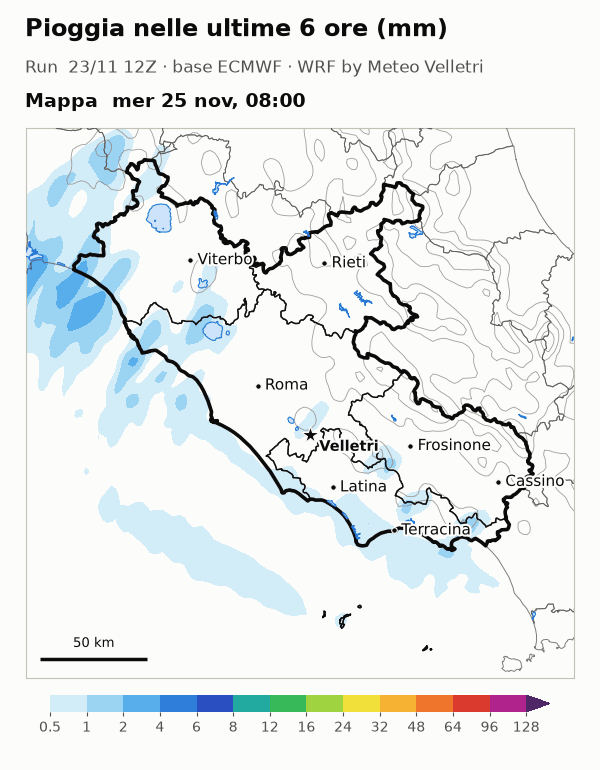 Pioggia nelle ultime 6 ore (mm)
Run  23/11 12Z · base ECMWF · WRF by Meteo Velletri
Mappa  mer 25 nov, 08:00
Viterbo
Rieti
Roma
Velletri
Frosinone
Cassino
Latina
Terracina
50 km
0.5 1 2 4 6 8 12 16 24 32 48 64 96 128